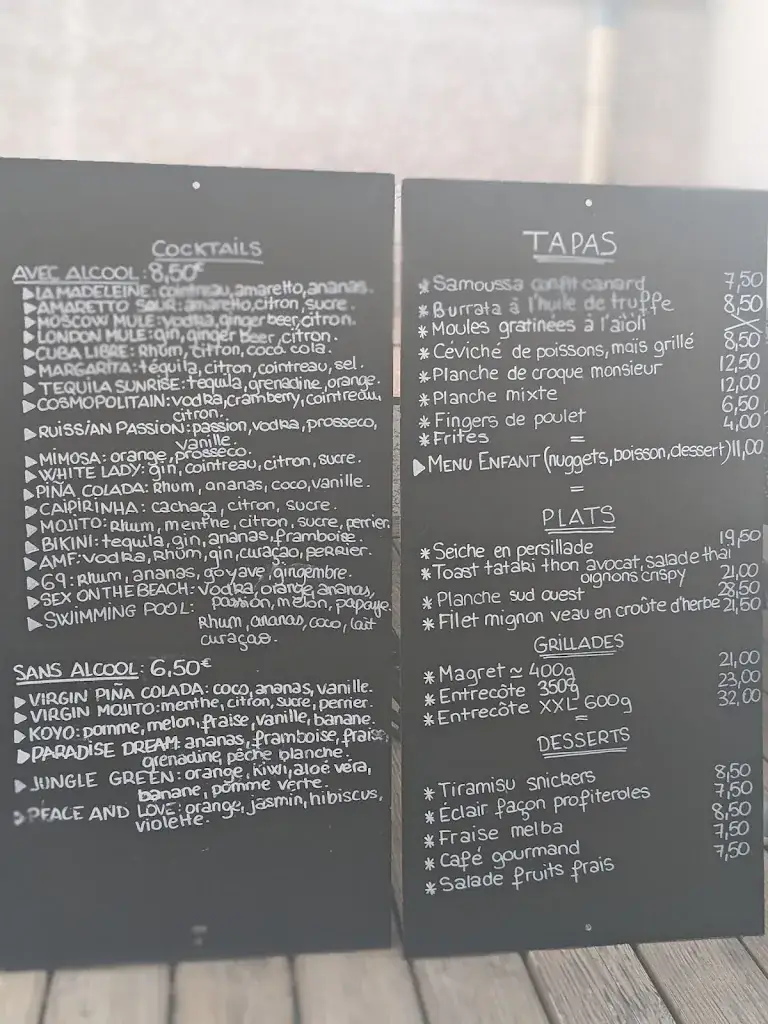 COCKTAILS
AVEC ALCOOL: 8,50€
▶LA MADELEINE: cointreau, amaretto, ananas.
▶AMARETTO SOUR: amaretto, citron, sucre.
▶MOSCOW MULE: vodka, ginger beer, citron.
▶LONDON MULE: gin, ginger beer, citron.
▶CUBA LIBRE: Rhum, citron, coca cola.
▶MARGARITA: téquila, citron, cointreau, sel.
▶TEQUILA SUNRISE: tequila, grenadine, orange.
▶COSMOPOLITAIN: vodka, cramberry, cointreau,
citron.
▶RUISSIAN PASSION: passion, vodka, prosseco,
vanille.
▶MIMOSA: orange, prosseco.
▶WHITE LADY: gin, cointreau, citron, sucre.
▶PIÑA COLADA: Rhum, ananas, coco, vanille.
▶CAIPIRINHA: cachaça, citron, sucre.
▶MOJITO: Rhum, menthe, citron, sucre, perrier.
▶BIKINI: tequila, gin, ananas, framboise.
▶AMF: vodka, Rhum, gin, curaçao, perrier.
▶69: Rhum, ananas, goyave, gingembre.
▶SEX ON THE BEACH: vodka, orange, ananas,
passion, melon, papaye.
▶SWIMMING POOL: Rhum, ananas, coco, lait
curaçao.
SANS ALCOOL: 6,50€
▶VIRGIN PIÑA COLADA: coco, ananas, vanille.
▶VIRGIN MOJITO: menthe, citron, sucre, perrier.
▶KOYO: pomme, melon, fraise, vanille, banane.
▶PARADISE DREAM: ananas, framboise, fraise,
grenadine, pêche blanche.
▶JUNGLE GREEN: orange, kiwi, aloé véra,
banane, pomme verte.
▶PEACE AND LOVE: orange, jasmin, hibiscus,
violette.
TAPAS
*Samoussa confit canard 7,50
*Burrata à l'huile de truffe 8,50
*Moules gratinées à l'aïoli
*Céviché de poissons, maïs grillé 8,50
*Planche de croque monsieur 12,50
*Planche mixte 12,00
*Fingers de poulet 6,50
*Frites 4,00
=
▶MENU ENFANT (nuggets, boisson, dessert) 11,00
=
PLATS
*Seiche en persillade 19,50
*Toast tataki thon avocat, salade thaï
oignons crispy 21,00
*Planche sud ouest 28,50
*Filet mignon veau en croûte d'herbe 21,50
GRILLADES
*Magret ≃ 400g 21,00
*Entrecôte 350g 23,00
*Entrecôte XXL 600g 32,00
=
DESSERTS
*Tiramisu snickers 8,50
*Éclair façon profiteroles 7,50
*Fraise melba 8,50
*Café gourmand 7,50
*Salade fruits frais 7,50